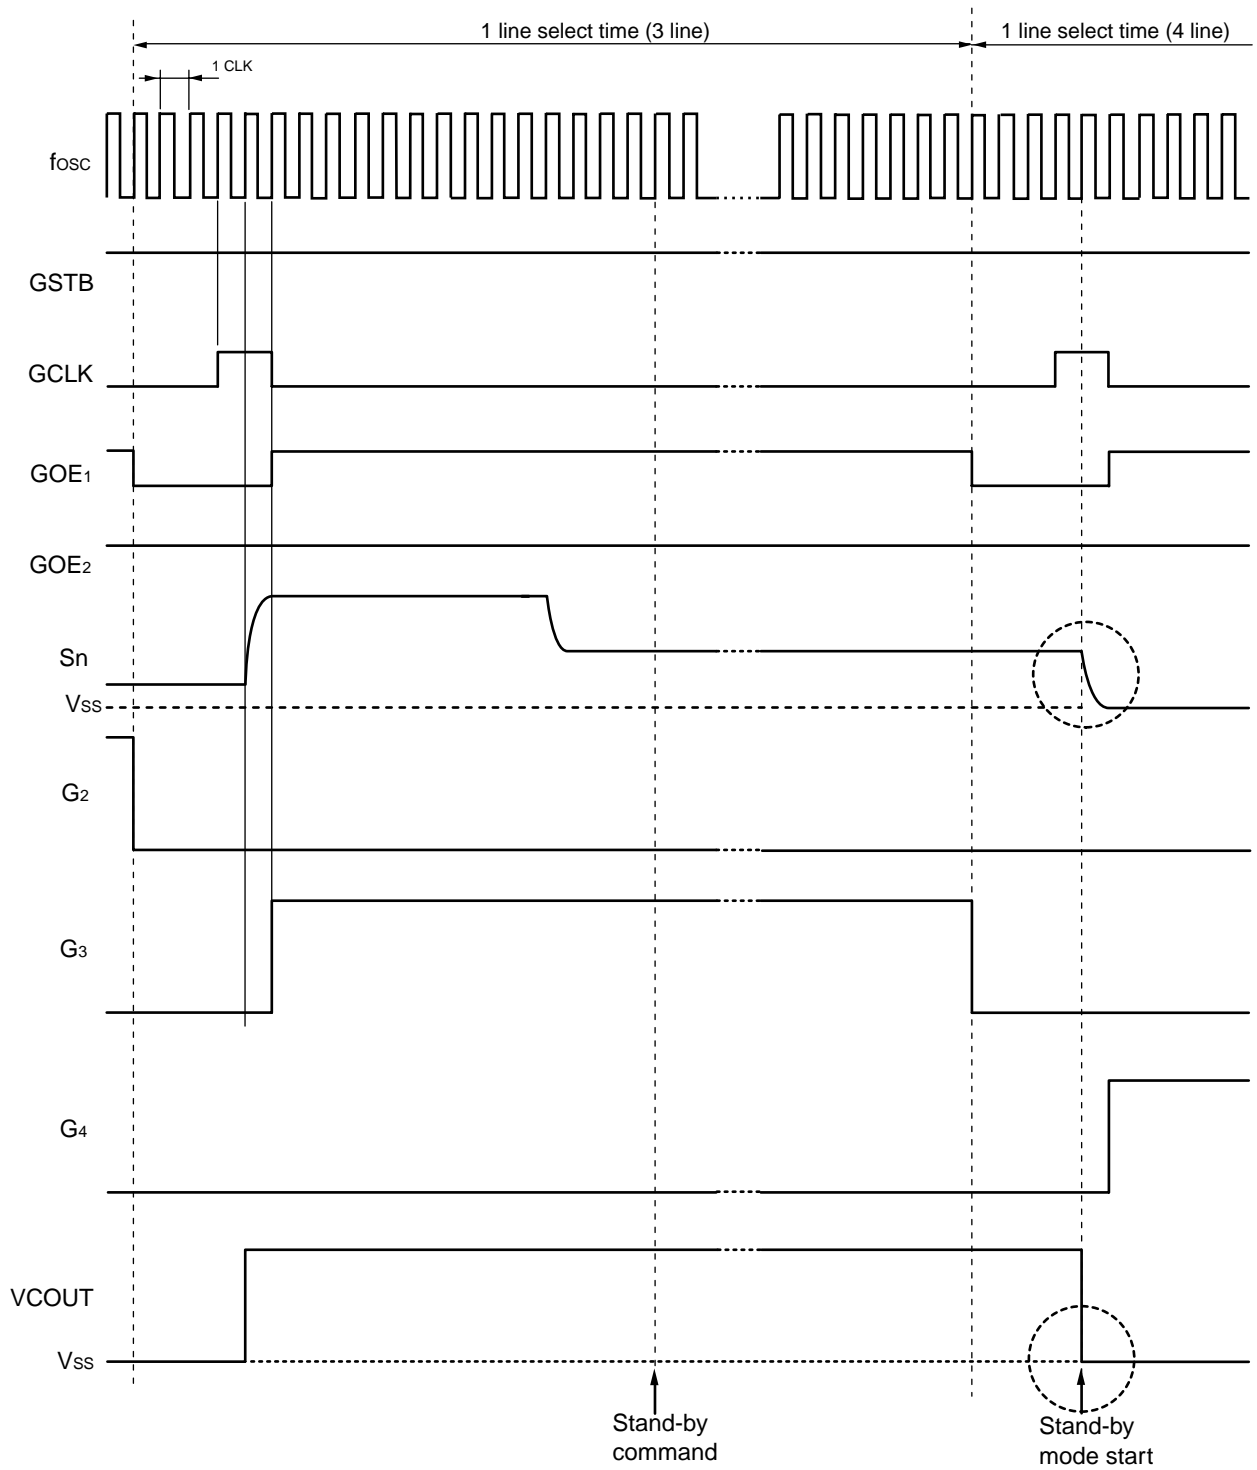 1 line select time (3 line)
1 line select time (4 line)
1 CLK
fosc
GSTB
GCLK
GOE1
GOE2
Sn
Vss
G2
G3
G4
VCOUT
Vss
Stand-by
command
Stand-by
mode start